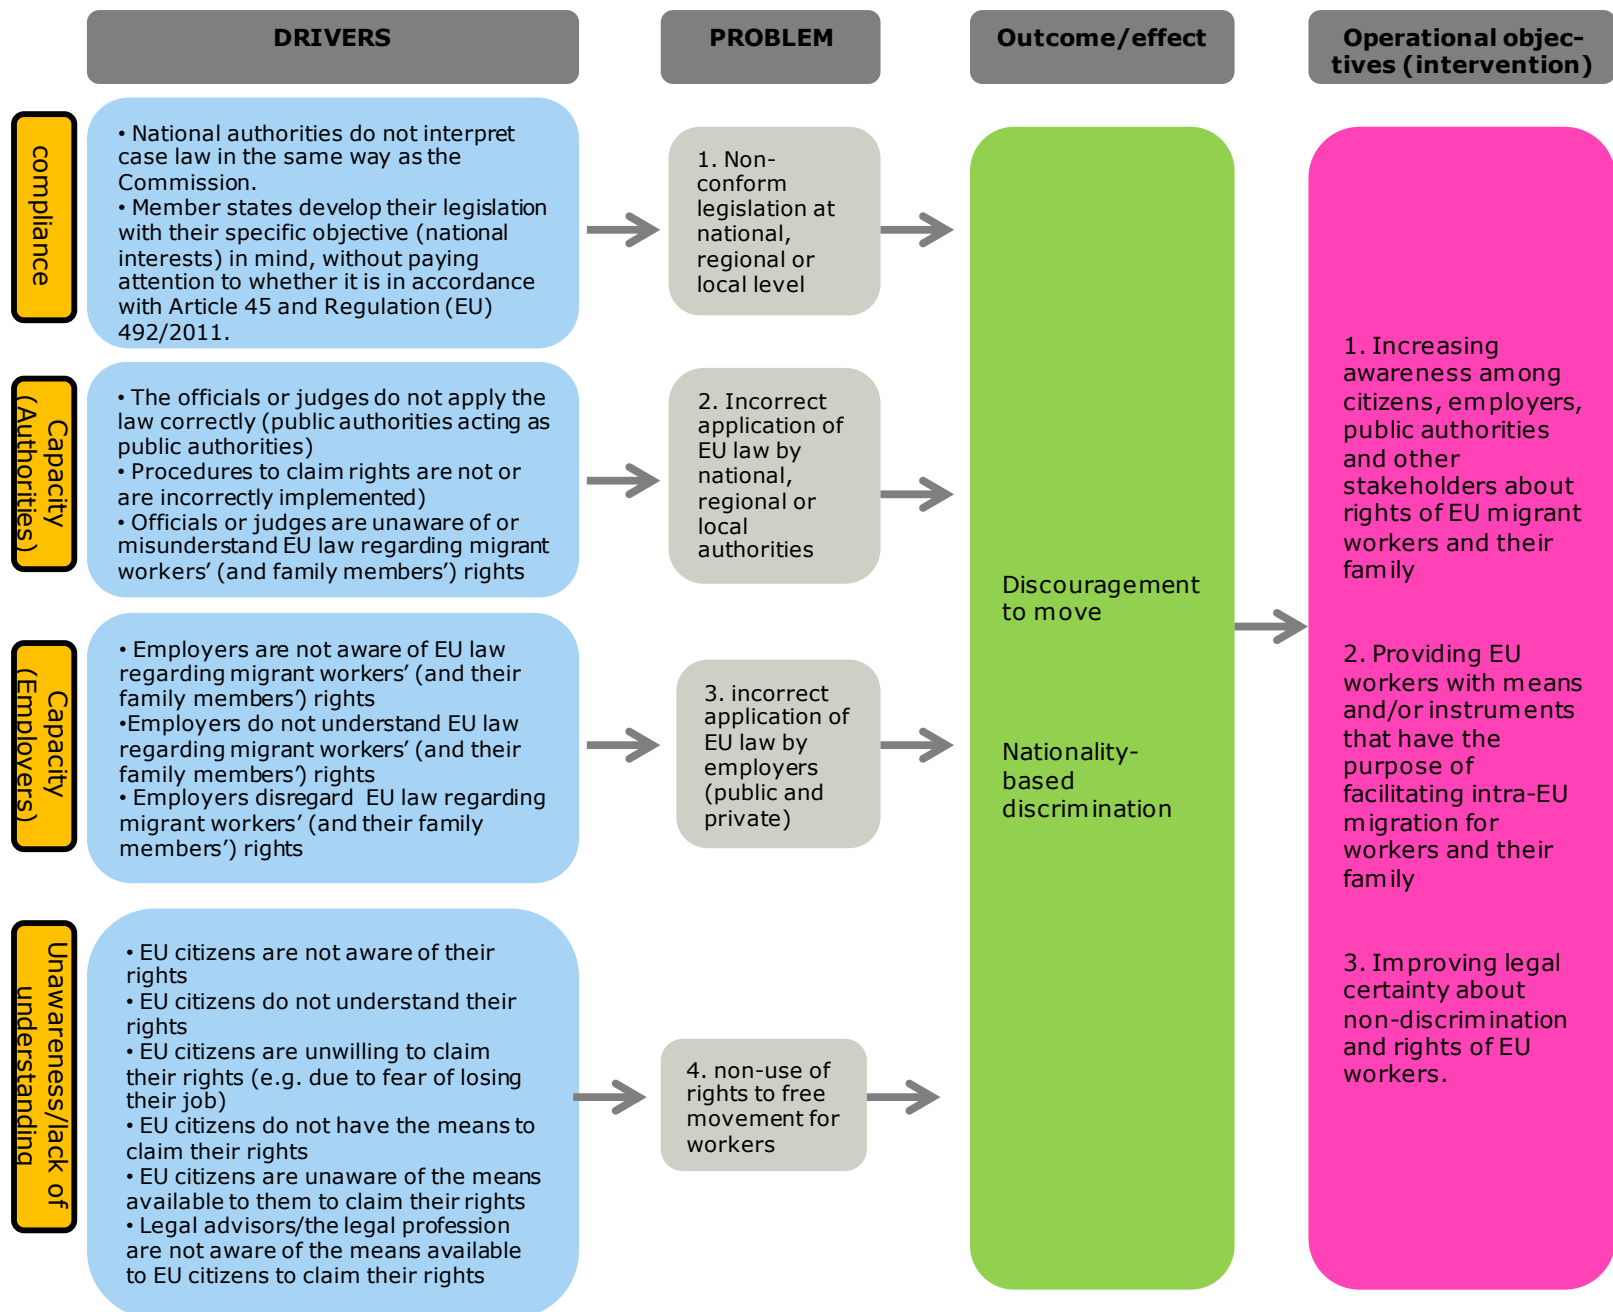 DRIVERS
PROBLEM
Outcome/effect
Operational objec-
tives (intervention)
compliance
• National authorities do not interpret
case law in the same way as the
Commission.
• Member states develop their legislation
with their specific objective (national
interests) in mind, without paying
attention to whether it is in accordance
with Article 45 and Regulation (EU)
492/2011.
1. Non-
conform
legislation at
national,
regional or
local level
Capacity
(Authorities)
• The officials or judges do not apply the
law correctly (public authorities acting as
public authorities)
• Procedures to claim rights are not or
are incorrectly implemented)
• Officials or judges are unaware of or
misunderstand EU law regarding migrant
workers’ (and family members’) rights
2. Incorrect
application of
EU law by
national,
regional or
local
authorities
Capacity
(Employers)
• Employers are not aware of EU law
regarding migrant workers’ (and their
family members’) rights
•Employers do not understand EU law
regarding migrant workers’ (and their
family members’) rights
• Employers disregard EU law regarding
migrant workers’ (and their family
members’) rights
3. incorrect
application of
EU law by
employers
(public and
private)
Unawareness/lack of
understanding
• EU citizens are not aware of their
rights
• EU citizens do not understand their
rights
• EU citizens are unwilling to claim
their rights (e.g. due to fear of losing
their job)
• EU citizens do not have the means to
claim their rights
• EU citizens are unaware of the means
available to them to claim their rights
• Legal advisors/the legal profession
are not aware of the means available
to EU citizens to claim their rights
4. non-use of
rights to free
movement for
workers
Discouragement
to move
Nationality-
based
discrimination
1. Increasing
awareness among
citizens, employers,
public authorities
and other
stakeholders about
rights of EU migrant
workers and their
family
2. Providing EU
workers with means
and/or instruments
that have the
purpose of
facilitating intra-EU
migration for
workers and their
family
3. Improving legal
certainty about
non-discrimination
and rights of EU
workers.